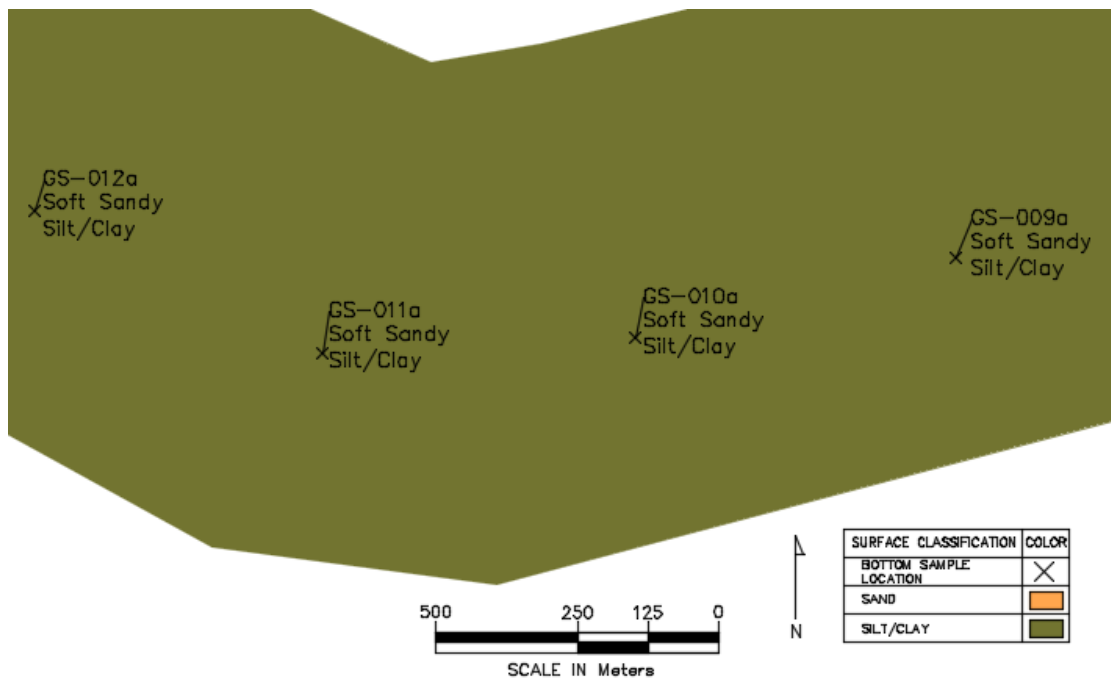 GS-012a
Soft Sandy
Silt/Clay
GS-011a
Soft Sandy
Silt/Clay
GS-010a
Soft Sandy
Silt/Clay
GS-009a
Soft Sandy
Silt/Clay
500 250 125 0
SCALE IN Meters
N
SURFACE CLASSIFICATION COLOR
BOTTOM SAMPLE
LOCATION
SAND
SILT/CLAY